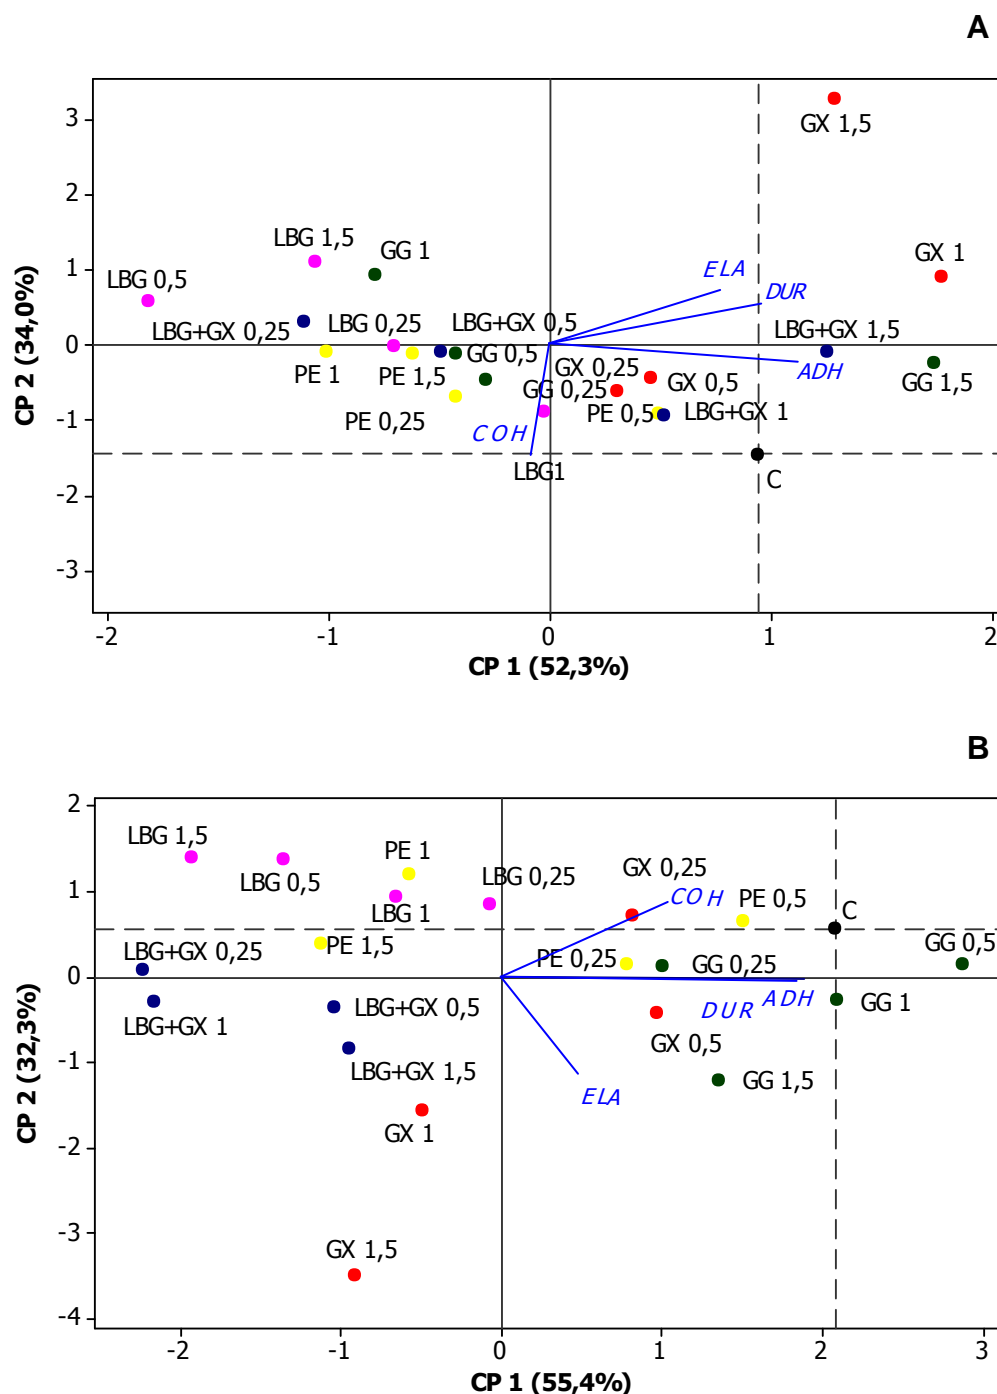 A
3
2
1
0
-1
-2
-3
CP 2 (34,0%)
GX 1,5
LBG 1,5
GG 1
LBG 0,5
ELA
GX 1
DUR
LBG+GX 0,25
LBG 0,25
LBG+GX 0,5
LBG+GX 1,5
PE 1
PE 1,5
GG 0,5
GX 0,25
ADH
GG 1,5
GX 0,5
GG 0,25
PE 0,25
PE 0,5
LBG+GX 1
COH
LBG1
C
-2
-1
0
1
2
CP 1 (52,3%)
B
2
1
0
-1
-2
-3
-4
CP 2 (32,3%)
LBG 1,5
PE 1
LBG 0,5
LBG 0,25
GX 0,25
COH
PE 0,5
C
LBG 1
LBG+GX 0,25
PE 1,5
PE 0,25
GG 0,25
GG 0,5
LBG+GX 1
LBG+GX 0,5
DUR
ADH
GG 1
GX 0,5
LBG+GX 1,5
GG 1,5
ELA
GX 1
GX 1,5
-2
-1
0
1
2
3
CP 1 (55,4%)